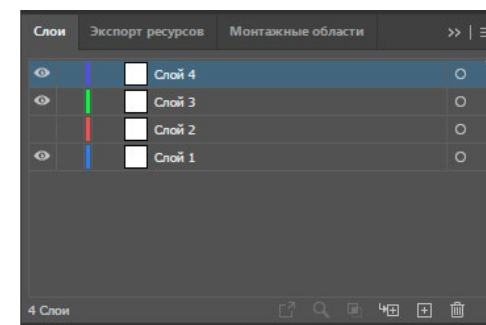 Слои Экспорт ресурсов Монтажные области
Слой 4
Слой 3
Слой 2
Слой 1
4 Слои